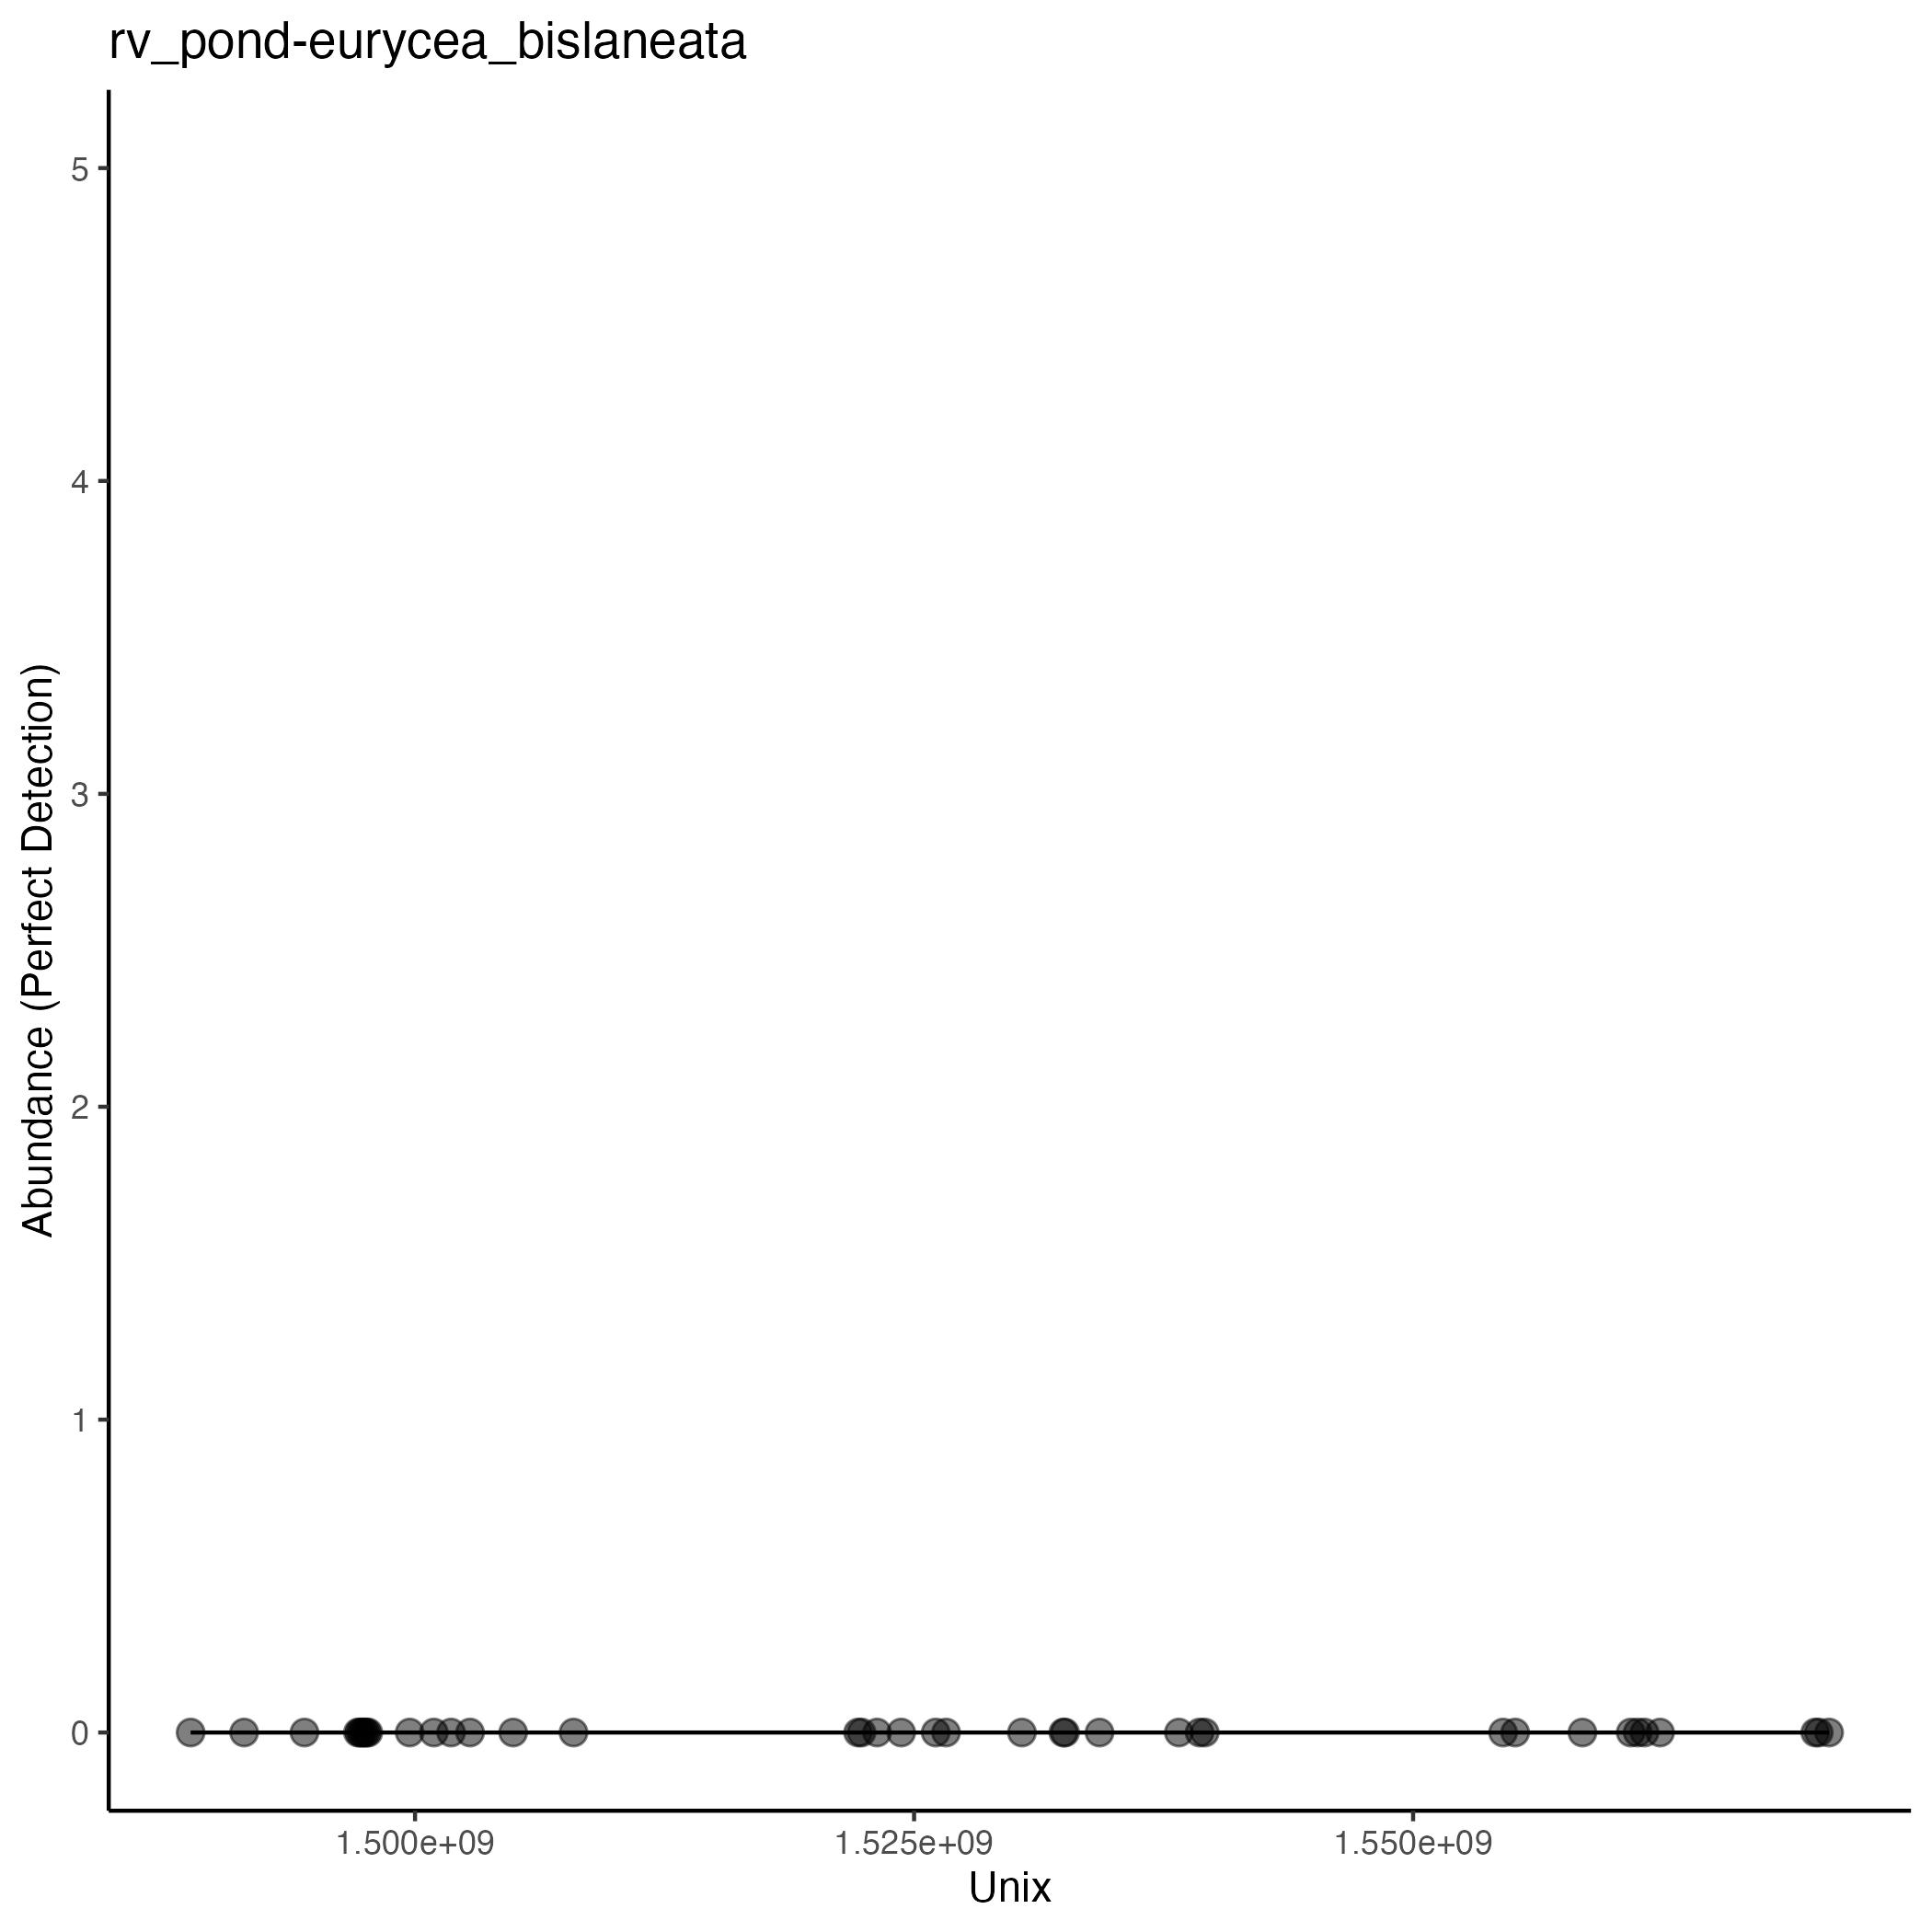 rv_pond-eurycea_bislaneata
Abundance (Perfect Detection)
5
4
3
2
1
0
1.500e+09
1.525e+09
1.550e+09
Unix